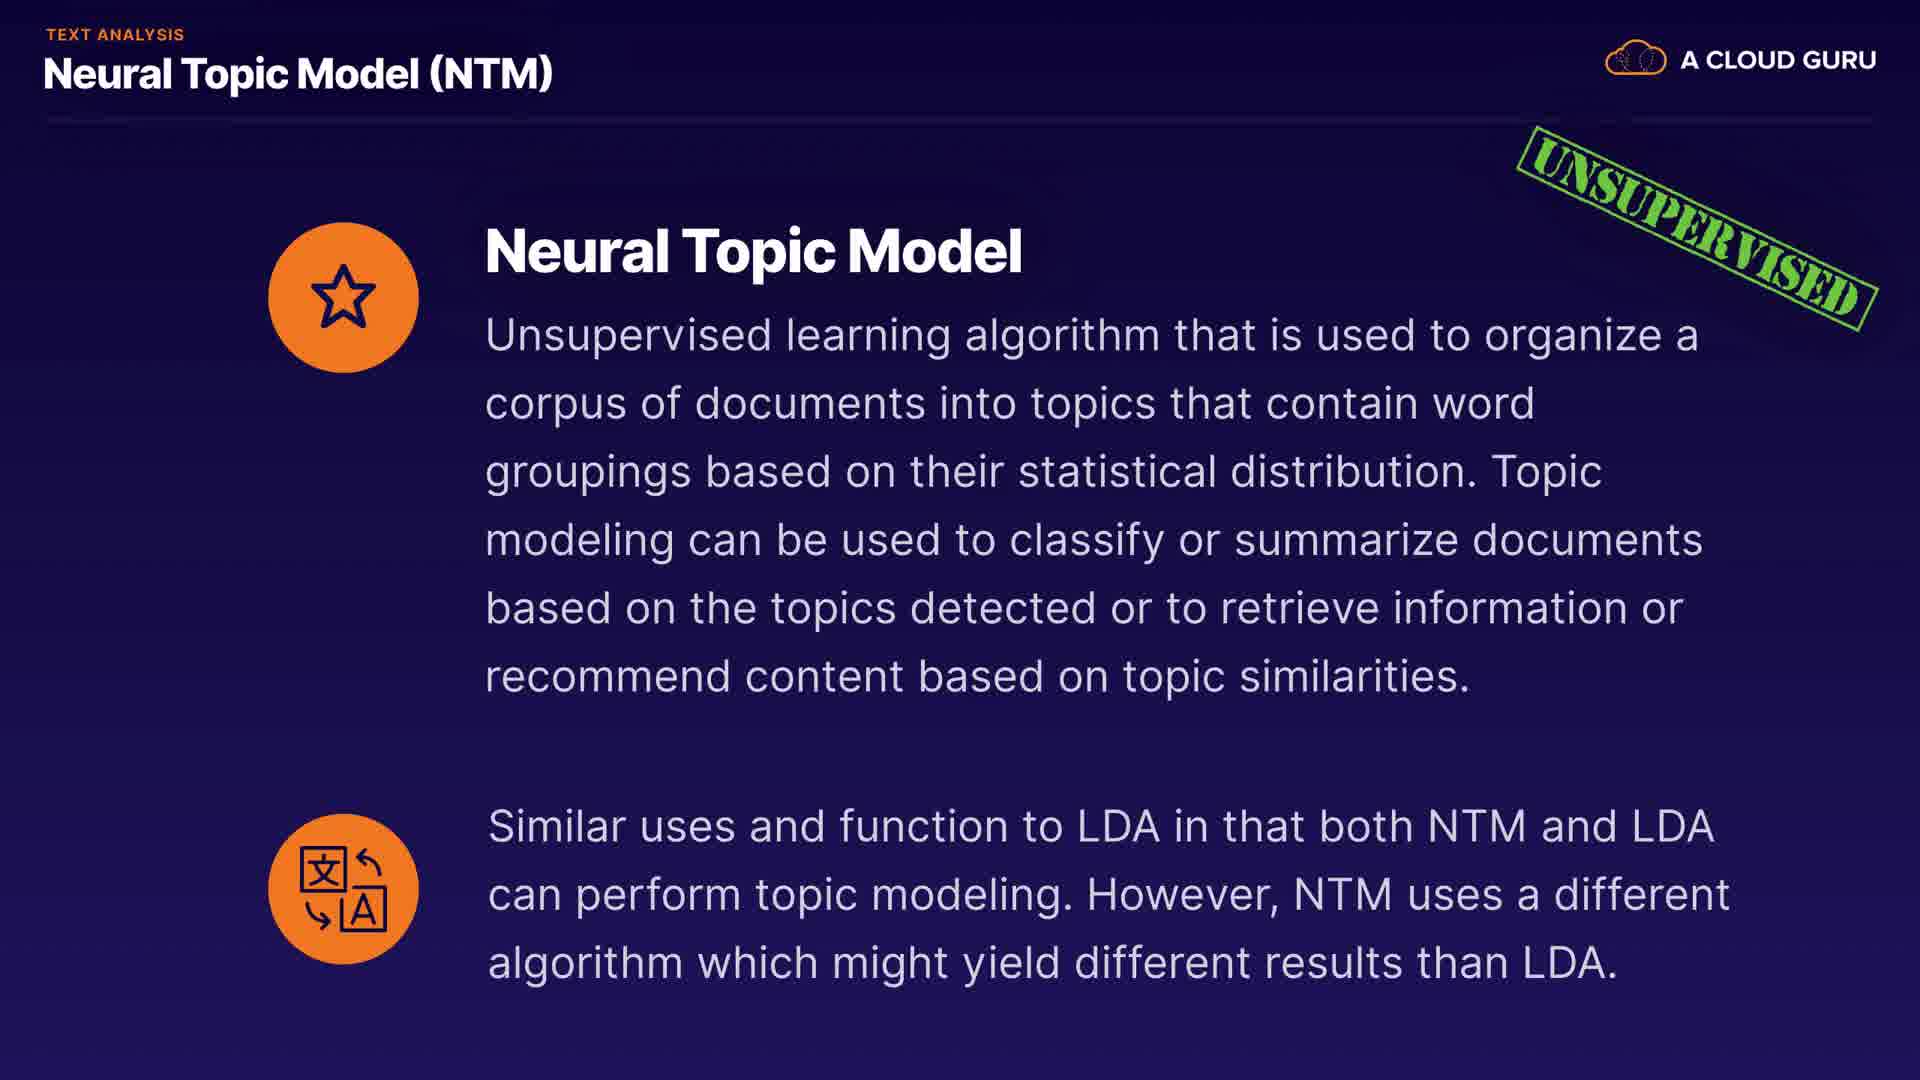 TEXT ANALYSIS
Neural Topic Model (NTM)
A CLOUD GURU
UNSUPERVISED
Neural Topic Model
Unsupervised learning algorithm that is used to organize a
corpus of documents into topics that contain word
groupings based on their statistical distribution. Topic
modeling can be used to classify or summarize documents
based on the topics detected or to retrieve information or
recommend content based on topic similarities.
文
A
Similar uses and function to LDA in that both NTM and LDA
can perform topic modeling. However, NTM uses a different
algorithm which might yield different results than LDA.